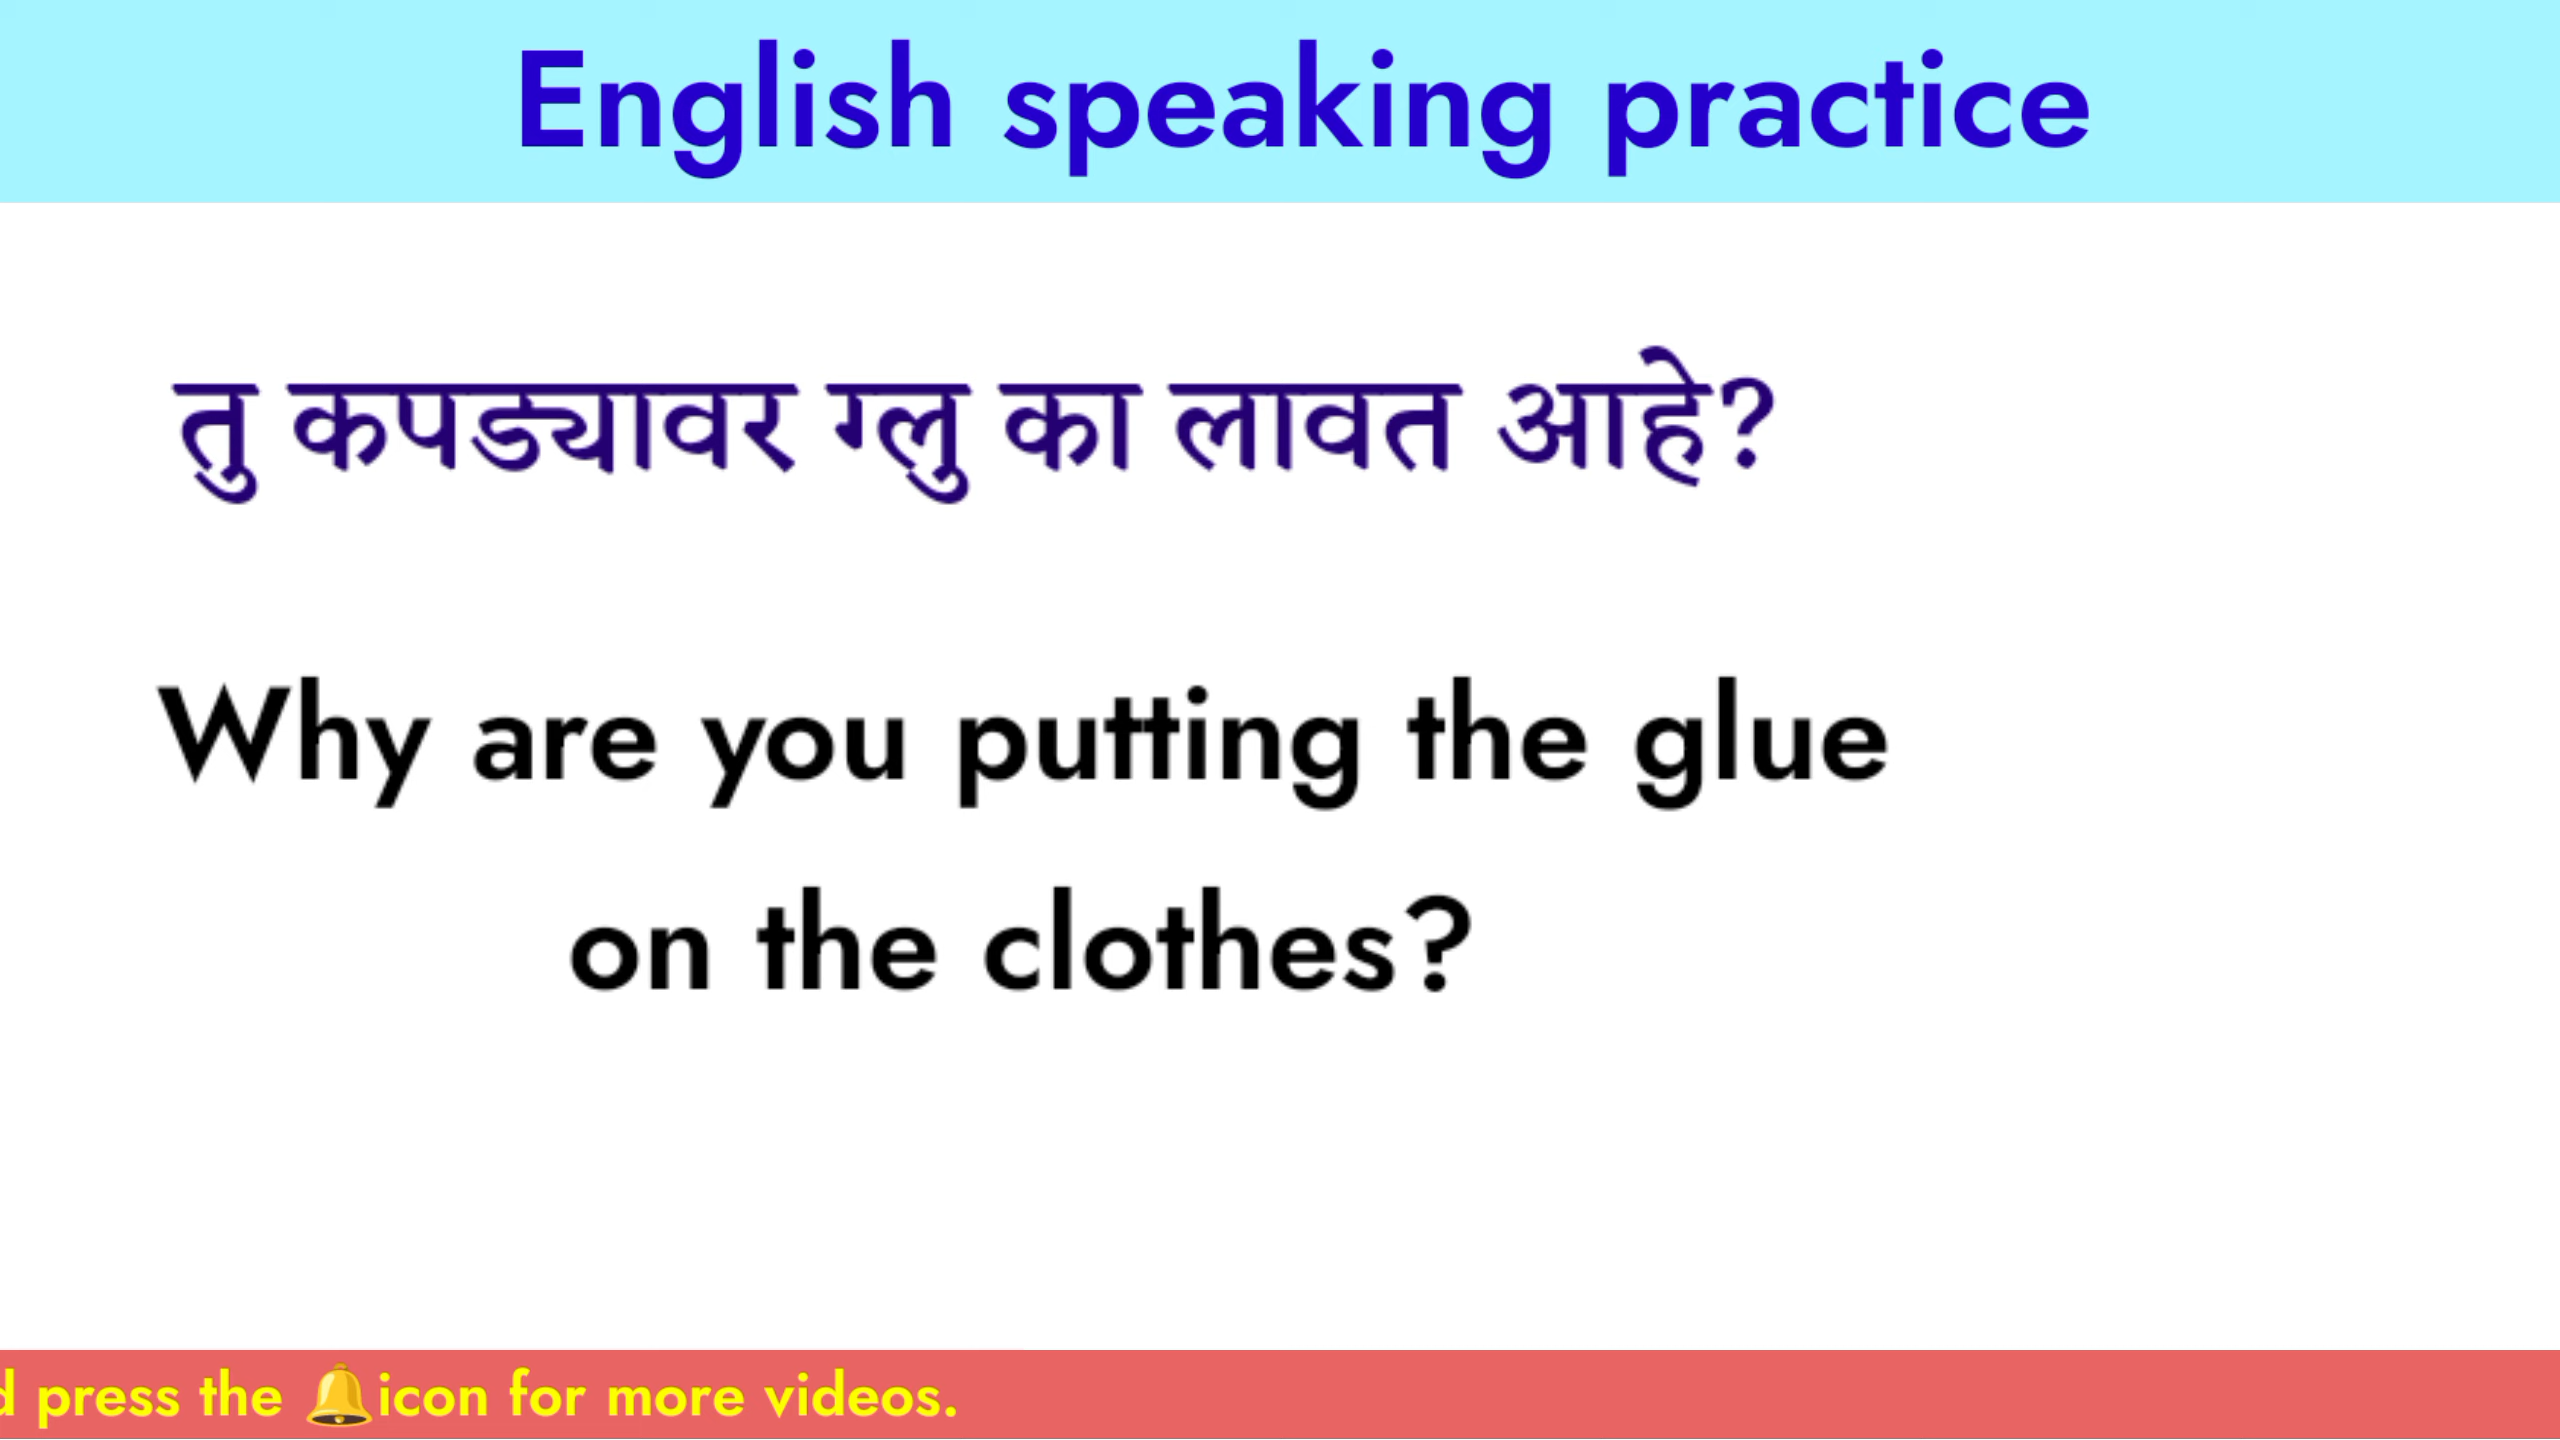 English speaking practice
तु कपड्यावर ग्लु का लावत आहे?
Why are you putting the glue
on the clothes?
press the 🔔icon for more videos.